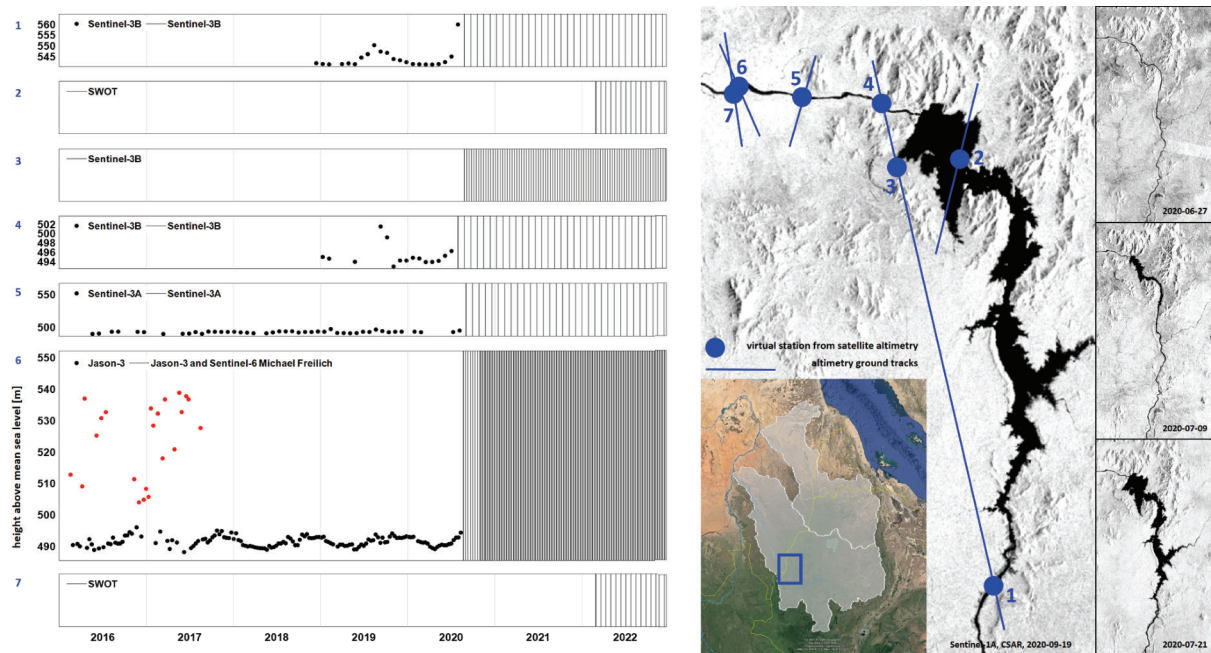 1
560
555
550
545
Sentinel-3B
Sentinel-3B
2
SWOT
3
Sentinel-3B
4
502
500
498
496
494
Sentinel-3B
Sentinel-3B
5
550
500
Sentinel-3A
Sentinel-3A
6
550
540
530
520
510
500
490
height above mean sea level [m]
Jason-3
Jason-3 and Sentinel-6 Michael Freilich
7
SWOT
2016
2017
2018
2019
2020
2021
2022
6
7
5
4
3
2
1
virtual station from satellite altimetry
altimetry ground tracks
Sentinel-1A, CSAR, 2020-09-19
2020-06-27
2020-07-09
2020-07-21